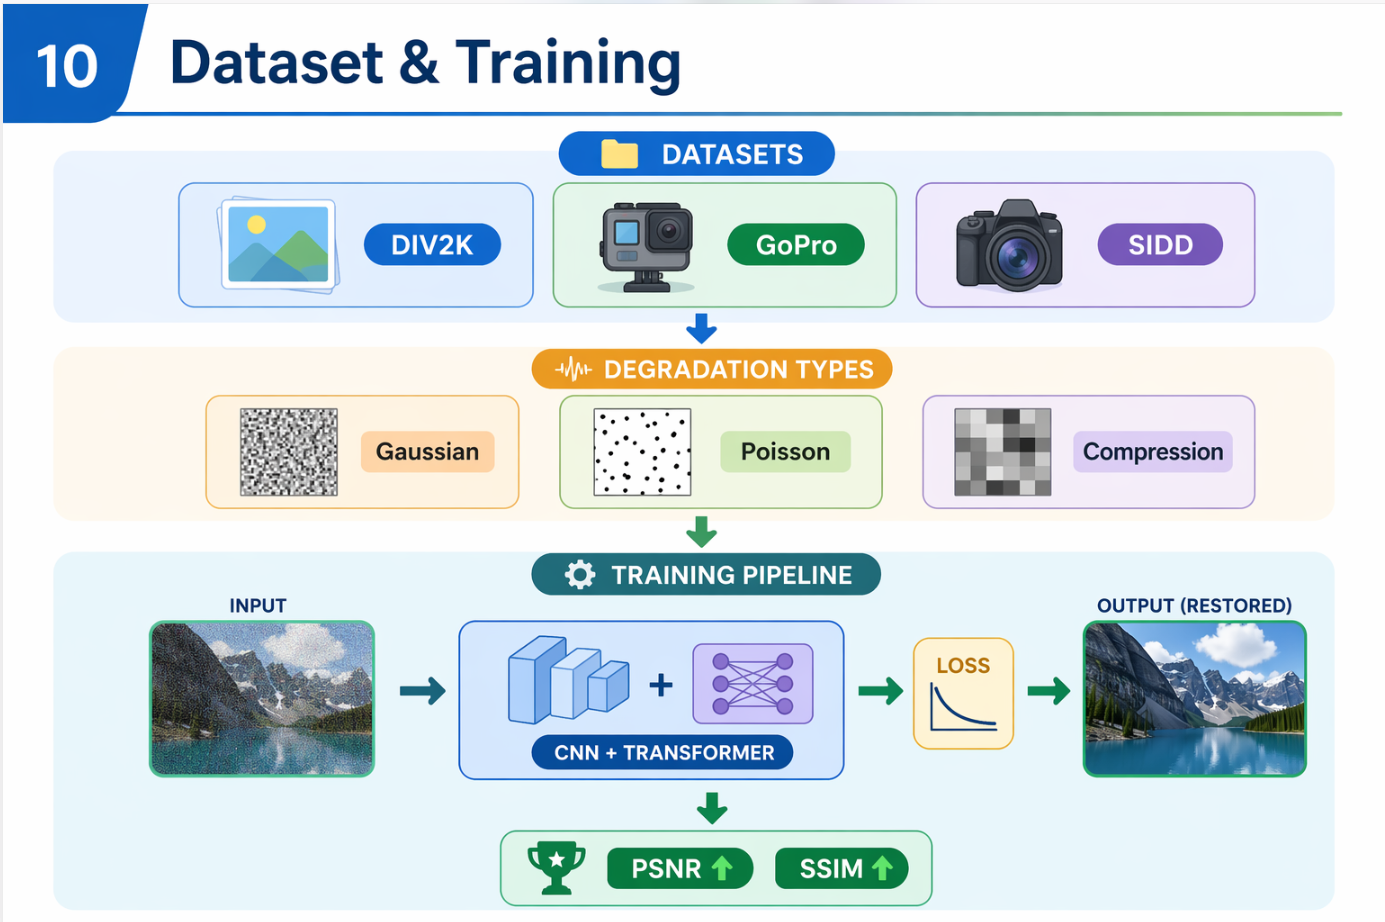 10
Dataset & Training
DATASETS
DIV2K
GoPro
SIDD
DEGRADATION TYPES
Gaussian
Poisson
Compression
TRAINING PIPELINE
INPUT
OUTPUT (RESTORED)
LOSS
CNN + TRANSFORMER
PSNR
SSIM